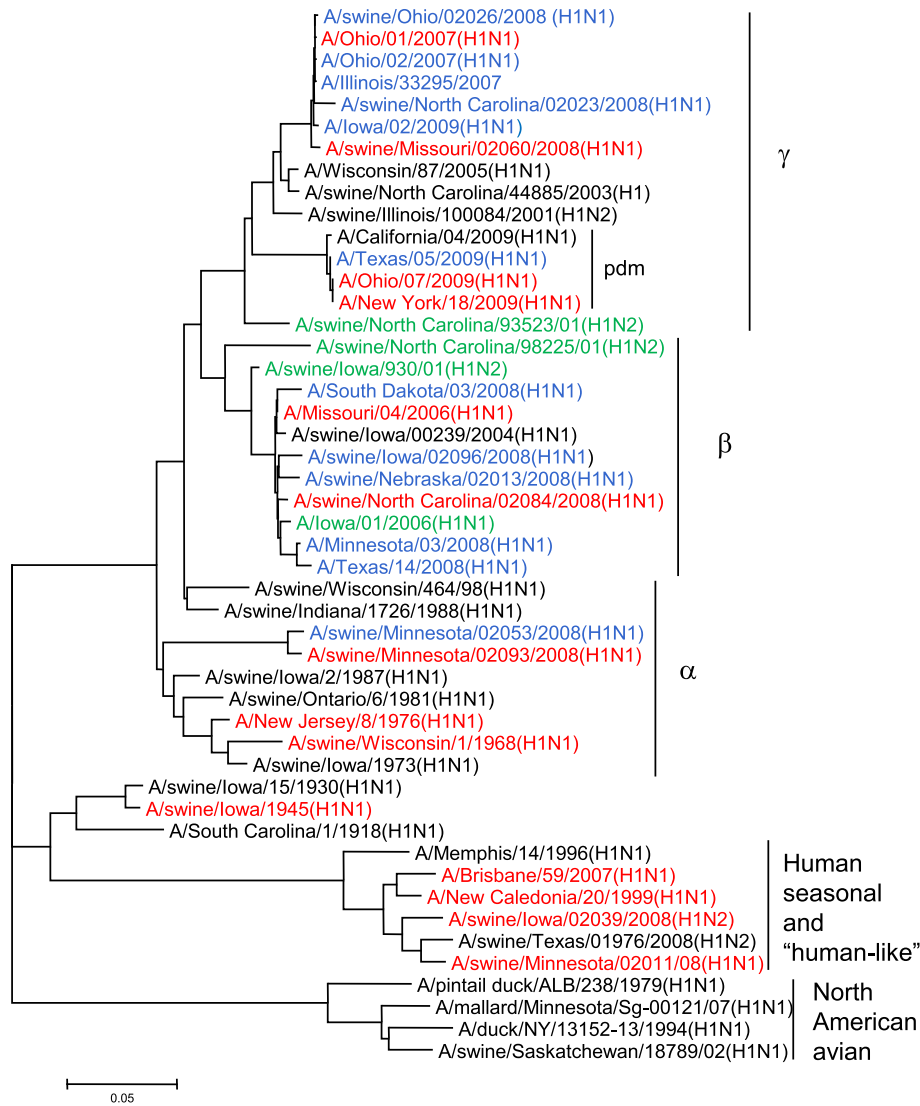 A/swine/Ohio/02026/2008 (H1N1)
A/Ohio/01/2007(H1N1)
A/Ohio/02/2007(H1N1)
A/Illinois/33295/2007
A/swine/North Carolina/02023/2008(H1N1)
A/Iowa/02/2009(H1N1)
A/swine/Missouri/02060/2008(H1N1)
A/Wisconsin/87/2005(H1N1)
A/swine/North Carolina/44885/2003(H1)
A/swine/Illinois/100084/2001(H1N2)
A/California/04/2009(H1N1)
A/Texas/05/2009(H1N1)
A/Ohio/07/2009(H1N1)
A/New York/18/2009(H1N1)
pdm
A/swine/North Carolina/93523/01(H1N2)
γ
A/swine/North Carolina/98225/01(H1N2)
A/swine/Iowa/930/01(H1N2)
A/South Dakota/03/2008(H1N1)
A/Missouri/04/2006(H1N1)
A/swine/Iowa/00239/2004(H1N1)
A/swine/Iowa/02096/2008(H1N1)
A/swine/Nebraska/02013/2008(H1N1)
A/swine/North Carolina/02084/2008(H1N1)
A/Iowa/01/2006(H1N1)
A/Minnesota/03/2008(H1N1)
A/Texas/14/2008(H1N1)
β
A/swine/Wisconsin/464/98(H1N1)
A/swine/Indiana/1726/1988(H1N1)
A/swine/Minnesota/02053/2008(H1N1)
A/swine/Minnesota/02093/2008(H1N1)
A/swine/Iowa/2/1987(H1N1)
A/swine/Ontario/6/1981(H1N1)
A/New Jersey/8/1976(H1N1)
A/swine/Wisconsin/1/1968(H1N1)
A/swine/Iowa/1973(H1N1)
α
A/swine/Iowa/15/1930(H1N1)
A/swine/Iowa/1945(H1N1)
A/South Carolina/1/1918(H1N1)
A/Memphis/14/1996(H1N1)
A/Brisbane/59/2007(H1N1)
A/New Caledonia/20/1999(H1N1)
A/swine/Iowa/02039/2008(H1N2)
A/swine/Texas/01976/2008(H1N2)
A/swine/Minnesota/02011/08(H1N1)
Human
seasonal
and
“human-like”
A/pintail duck/ALB/238/1979(H1N1)
A/mallard/Minnesota/Sg-00121/07(H1N1)
A/duck/NY/13152-13/1994(H1N1)
A/swine/Saskatchewan/18789/02(H1N1)
North
American
avian
0.05